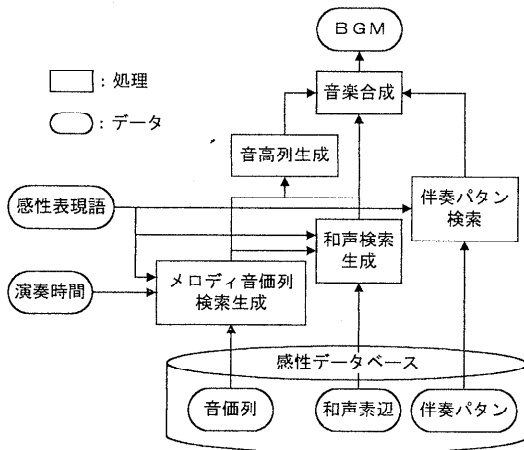 BGM
：処理
音楽合成
：データ
音高列生成
感性表現語
伴奏パタン
検索
和声検索
生成
演奏時間
メロディ音価列
検索生成
感性データベース
音価列
和声素辺
伴奏パタン